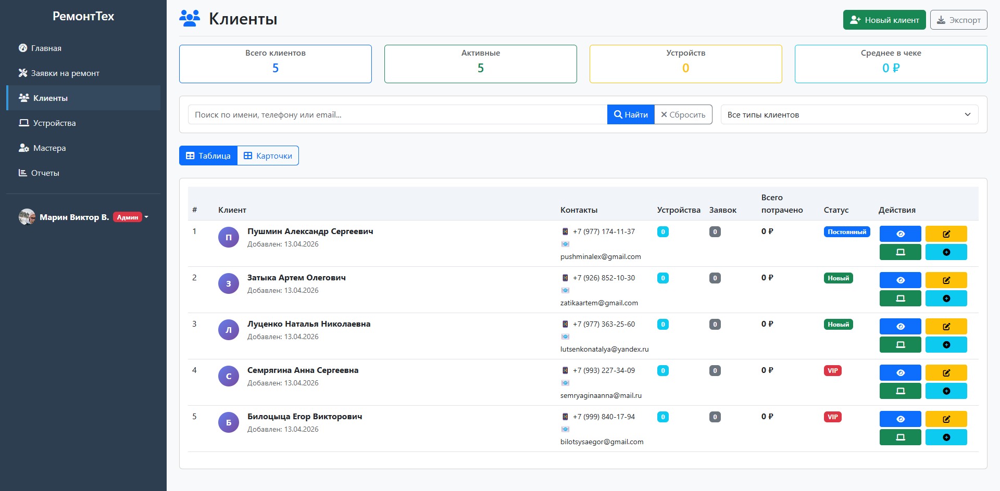 РемонтТех
Главная
Заявки на ремонт
Клиенты
Устройства
Мастера
Отчеты
Марин Виктор В. Админ
Клиенты
Новый клиент
Экспорт
Всего клиентов
5
Активные
5
Устройств
0
Среднее в чеке
0 ₽
Поиск по имени, телефону или email...
Найти
Сбросить
Все типы клиентов
Таблица
Карточки
# Клиент Контакты Устройства Заявок Всего потрачено Статус Действия
1 П Пушмин Александр Сергеевич +7 (977) 174-11-37 0 0 0 ₽ Постоянный
Добавлен: 13.04.2026
pushminalex@gmail.com
2 З Затыка Артем Олегович +7 (926) 852-10-30 0 0 0 ₽ Новый
Добавлен: 13.04.2026
zatikaartem@gmail.com
3 Л Луценко Наталья Николаевна +7 (977) 363-25-60 0 0 0 ₽ Новый
Добавлен: 13.04.2026
lutsenkonatalya@yandex.ru
4 С Семрягина Анна Сергеевна +7 (993) 227-34-09 0 0 0 ₽ VIP
Добавлен: 13.04.2026
semryaginaanna@mail.ru
5 Б Билоцыца Егор Викторович +7 (999) 840-17-94 0 0 0 ₽ VIP
Добавлен: 13.04.2026
bilotsysaegor@gmail.com